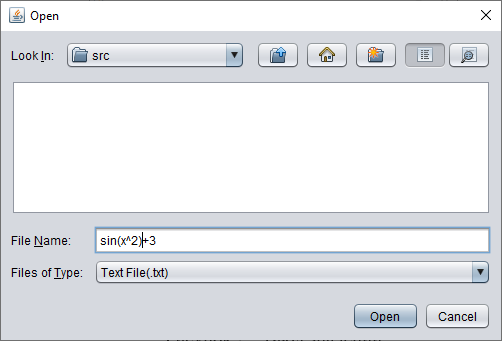 Open
Look In: src
File Name: sin(x^2)+3
Files of Type: Text File(.txt)
Open Cancel